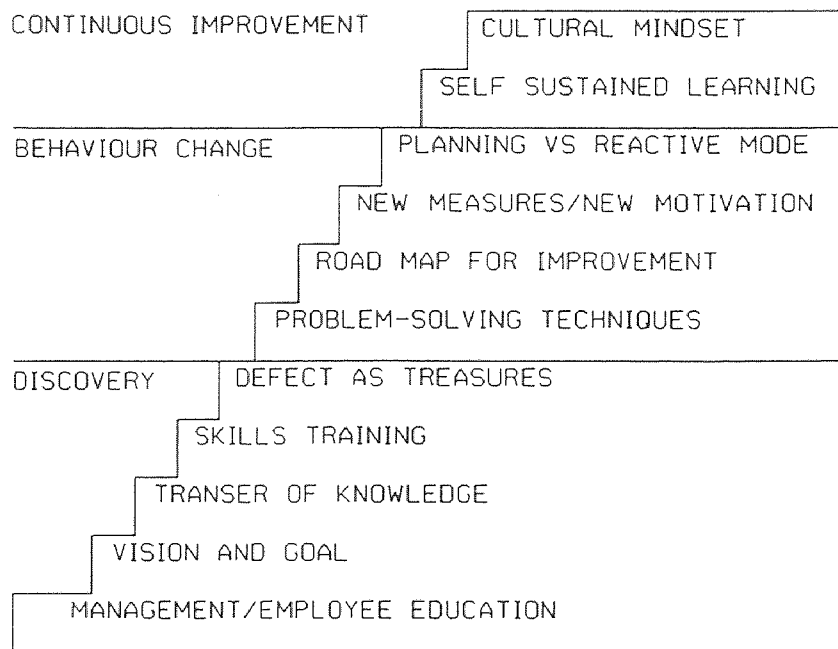 CONTINUOUS IMPROVEMENT
CULTURAL MINDSET
SELF SUSTAINED LEARNING
BEHAVIOUR CHANGE
PLANNING VS REACTIVE MODE
NEW MEASURES/NEW MOTIVATION
ROAD MAP FOR IMPROVEMENT
PROBLEM-SOLVING TECHNIQUES
DISCOVERY
DEFECT AS TREASURES
SKILLS TRAINING
TRANSER OF KNOWLEDGE
VISION AND GOAL
MANAGEMENT/EMPLOYEE EDUCATION